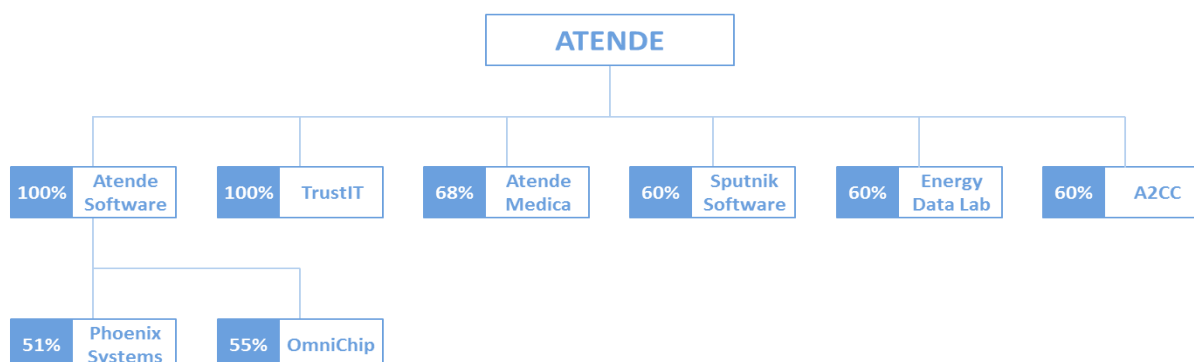 ATENDE
100%
Atende
Software
100%
TrustIT
68%
Atende
Medica
60%
Sputnik
Software
60%
Energy
Data Lab
60%
A2CC
51%
Phoenix
Systems
55%
OmniChip